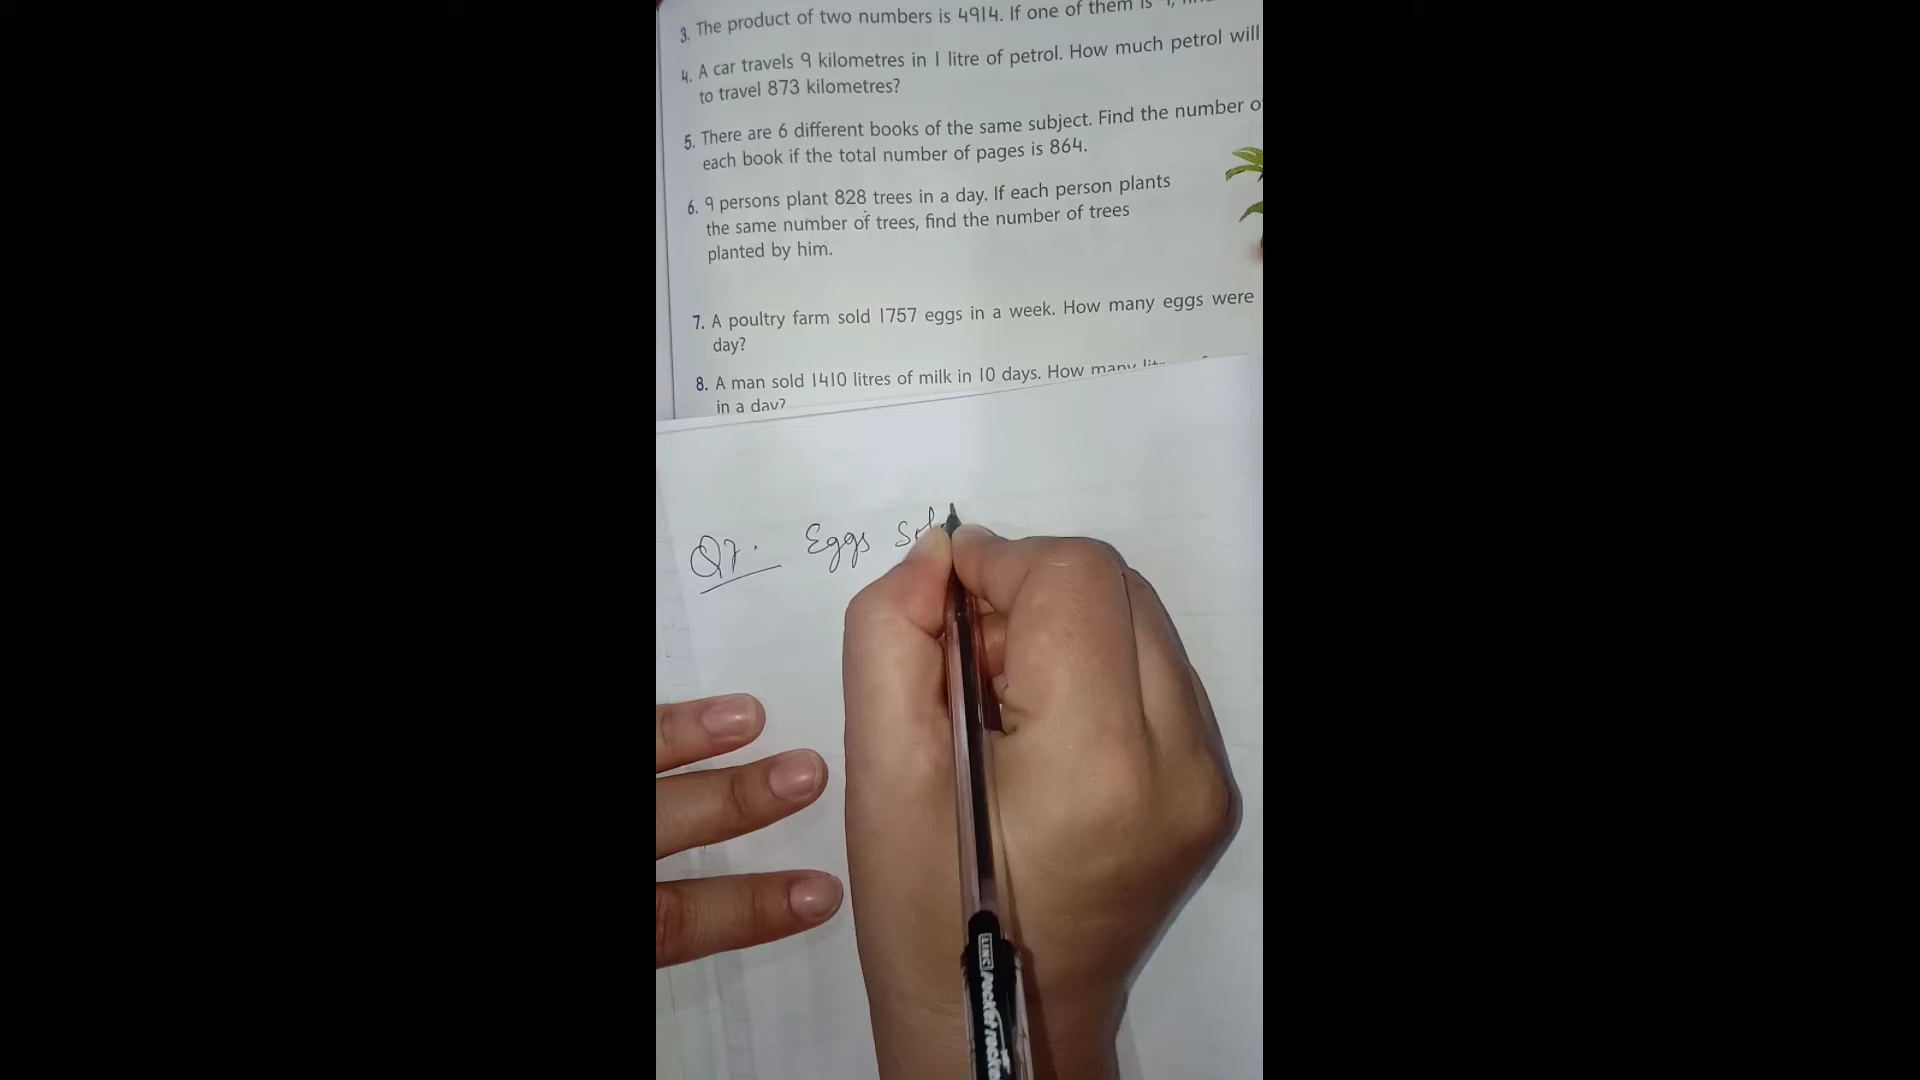 3. The product of two numbers is 4914. If one of them is
4. A car travels 9 kilometres in 1 litre of petrol. How much petrol will
to travel 873 kilometres?
5. There are 6 different books of the same subject. Find the number
each book if the total number of pages is 864.
6. 9 persons plant 828 trees in a day. If each person plants
the same number of trees, find the number of trees
planted by him.
7. A poultry farm sold 1757 eggs in a week. How many eggs were
day?
8. A man sold 1410 litres of milk in 10 days. How many
in a day?
Q7. Eggs
LINC Pocket